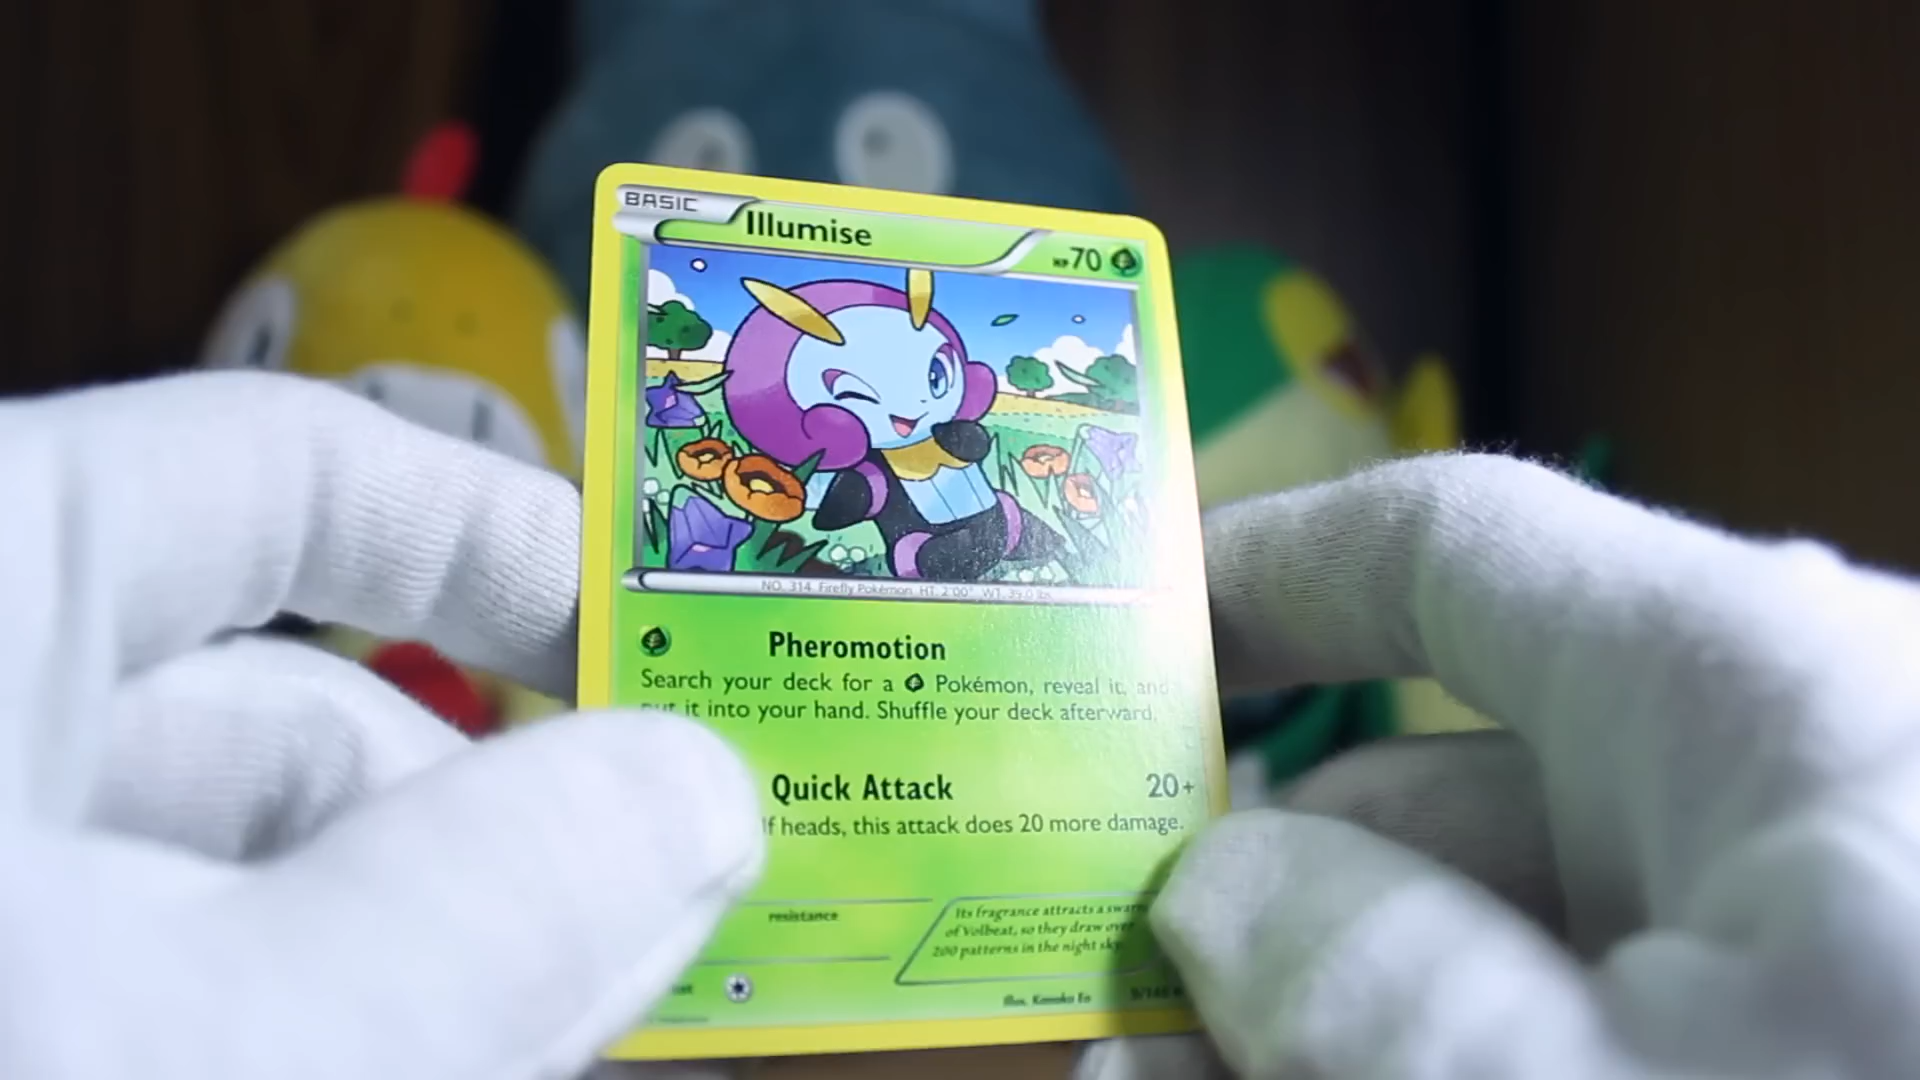 BASIC
Illumise
HP 70
NO. 314 Firefly Pokémon HT: 2'00" WT: 39.0 lbs.
Pheromotion
Search your deck for a Pokémon, reveal it, and
put it into your hand. Shuffle your deck afterward.
Quick Attack 20+
If heads, this attack does 20 more damage.
resistance
Its fragrance attracts a swarm
of Volbeat, so they draw over
200 patterns in the night sky.
Illus. Kanako Eo